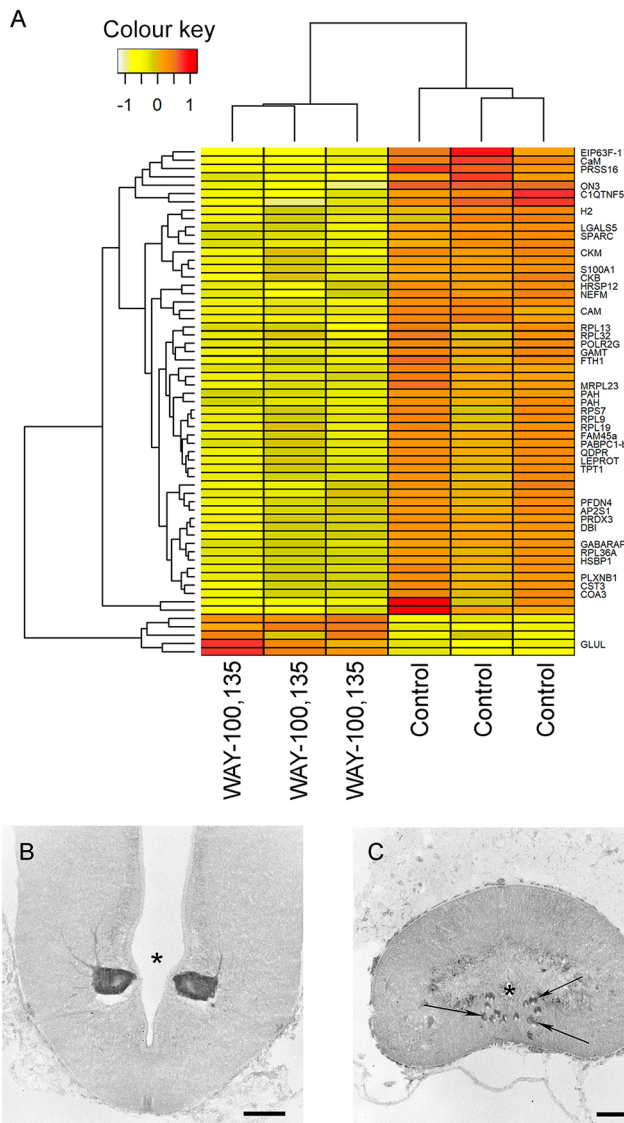 A
Colour key
-1 0 1
EIP63F-1
CaM
PRSS16
ON3
C1QTNF5
H2
LGALS5
SPARC
CKM
S100A1
CKB
HRSP12
NEFM
CAM
RPL13
RPL32
POLR2G
GAMT
FTH1
MRPL23
PAH
PAH
RPS7
RPL9
RPL19
FAM45a
PABPC1-b
QDPR
LEPROT
TPT1
PFDN4
AP2S1
PRDX3
DBI
GABARAP
RPL36A
HSBP1
PLXNB1
CST3
COA3
GLUL
WAY-100,135
WAY-100,135
WAY-100,135
Control
Control
Control
B
*
C
*